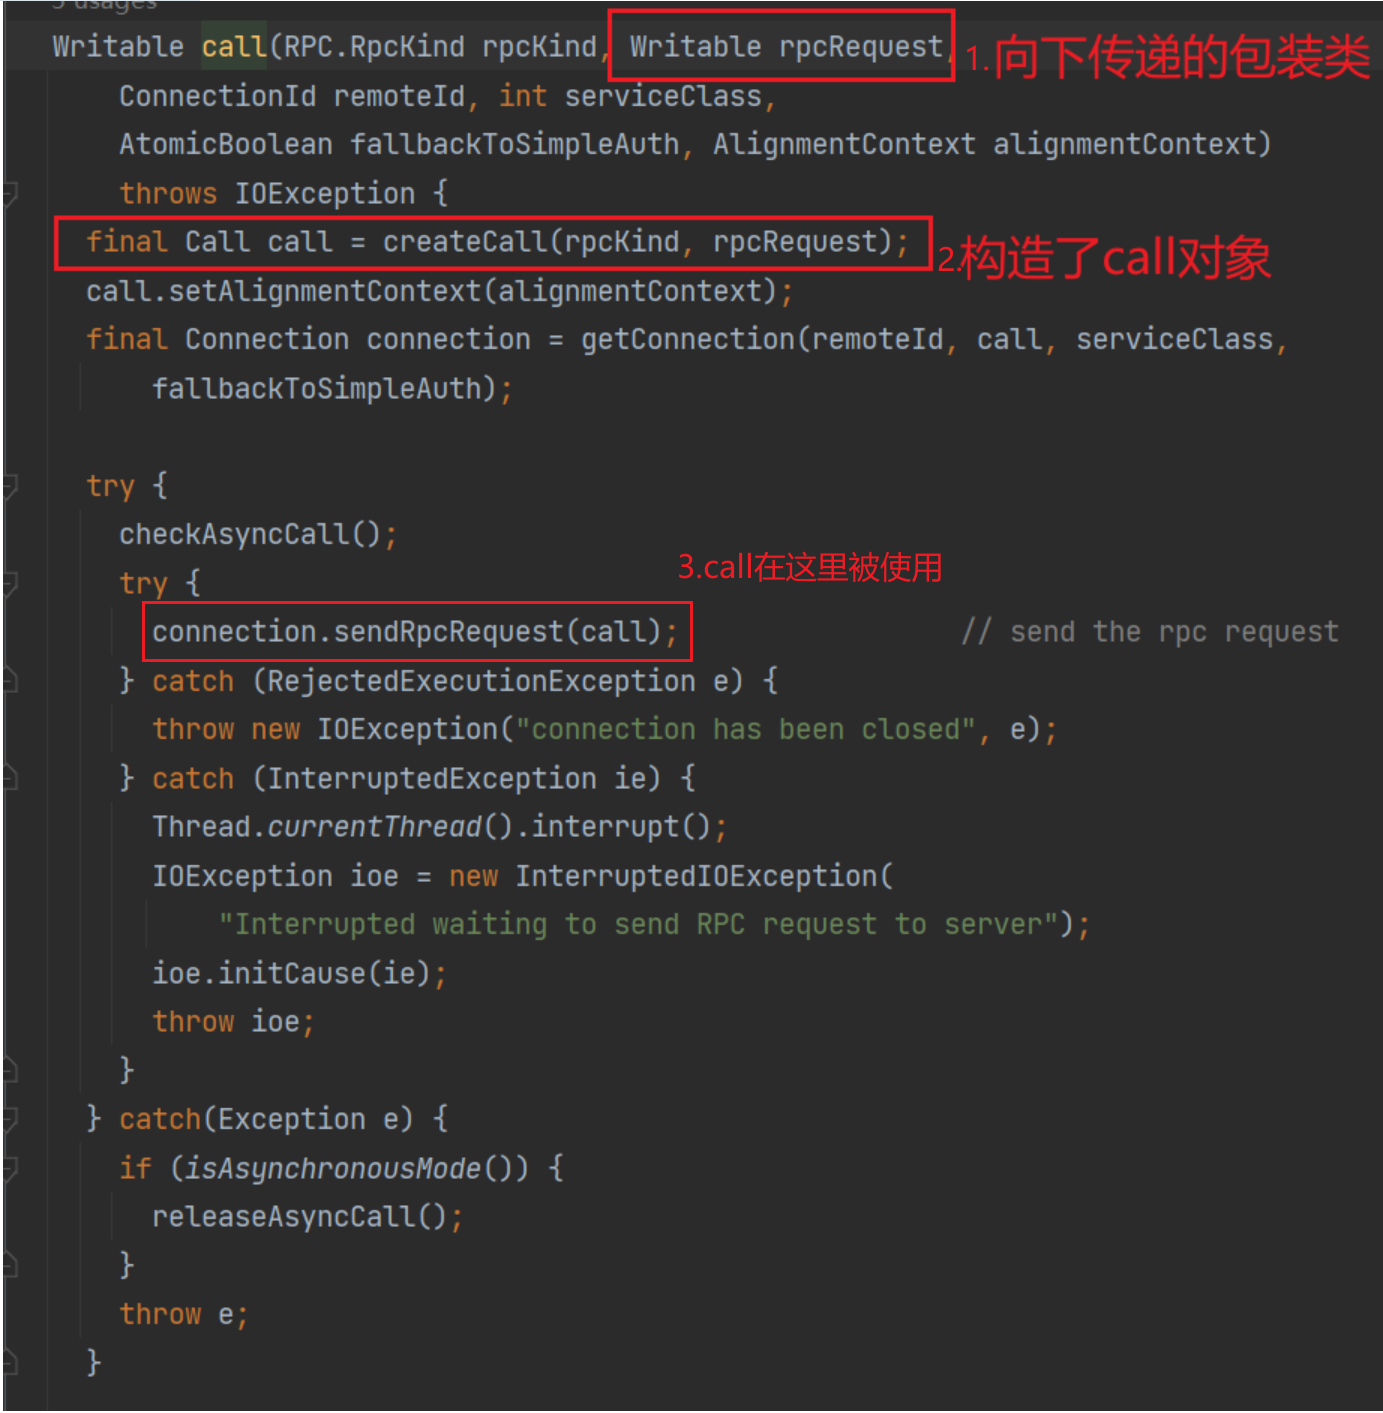 5 usages
Writable call(RPC.RpcKind rpcKind, Writable rpcRequest, 1.向下传递的包装类
ConnectionId remoteId, int serviceClass,
AtomicBoolean fallbackToSimpleAuth, AlignmentContext alignmentContext)
throws IOException {
final Call call = createCall(rpcKind, rpcRequest); 2.构造了call对象
call.setAlignmentContext(alignmentContext);
final Connection connection = getConnection(remoteId, call, serviceClass,
fallbackToSimpleAuth);
try {
checkAsyncCall();
3.call在这里被使用
try {
connection.sendRpcRequest(call); // send the rpc request
} catch (RejectedExecutionException e) {
throw new IOException("connection has been closed", e);
} catch (InterruptedException ie) {
Thread.currentThread().interrupt();
IOException ioe = new InterruptedIOException(
"Interrupted waiting to send RPC request to server");
ioe.initCause(ie);
throw ioe;
}
} catch(Exception e) {
if (isAsynchronousMode()) {
releaseAsyncCall();
}
throw e;
}